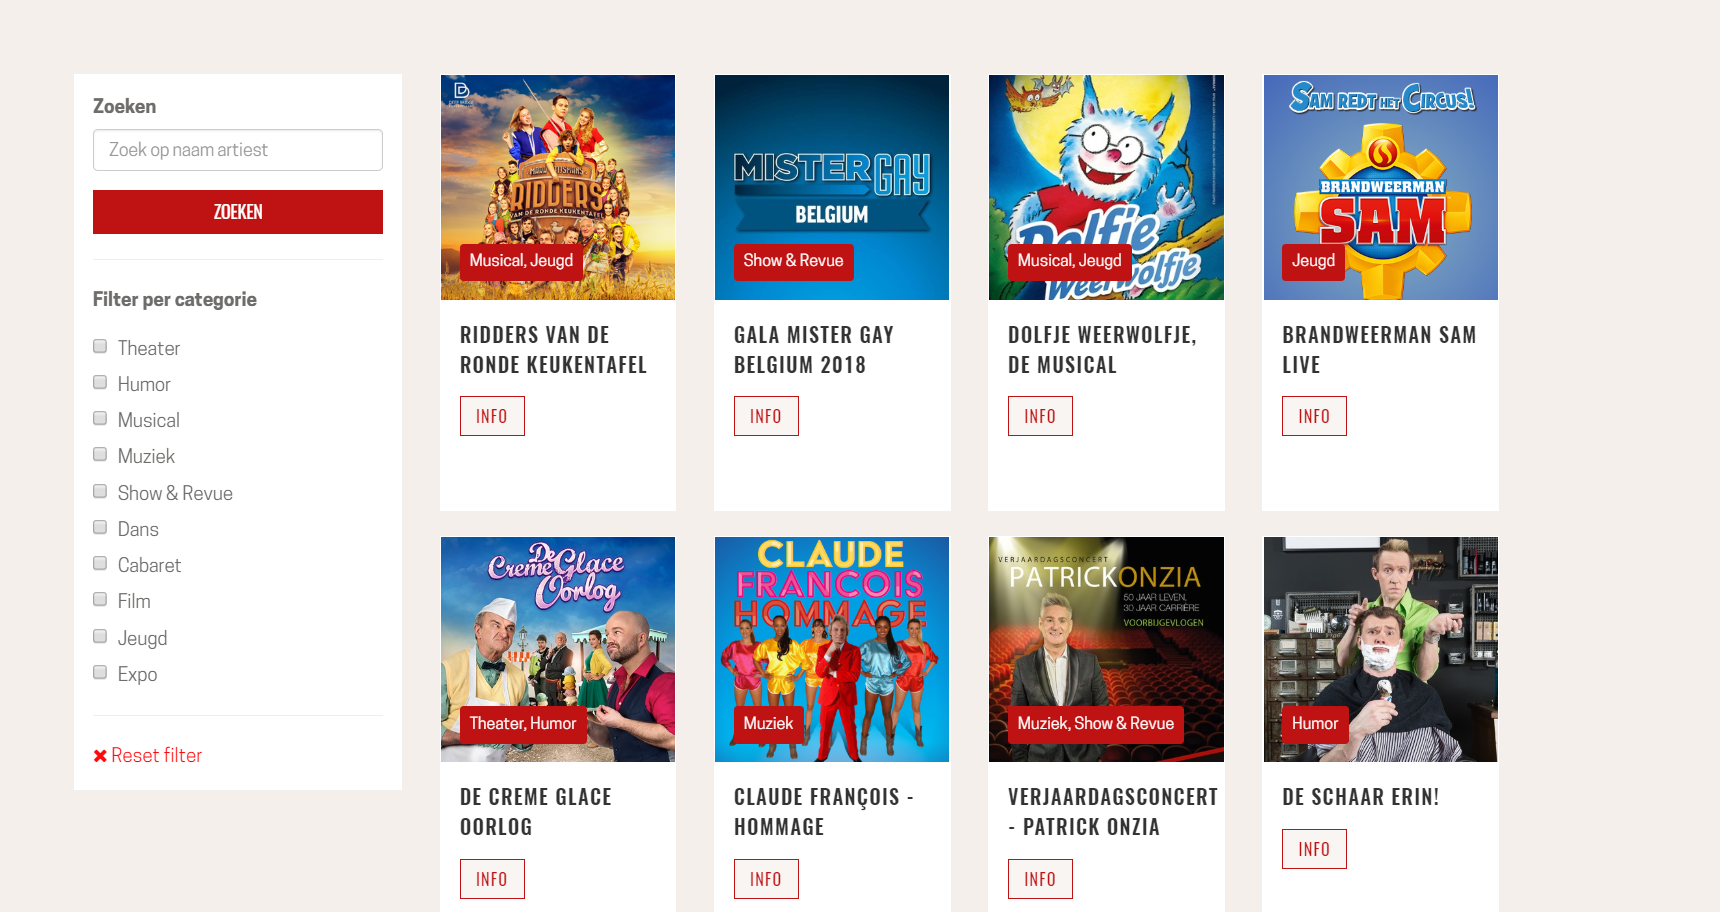 Zoeken
Zoek op naam artiest
ZOEKEN
Filter per categorie
Theater
Humor
Musical
Muziek
Show & Revue
Dans
Cabaret
Film
Jeugd
Expo
✖ Reset filter
RIDDERS
VAN DE RONDE KEUKENTAFEL
Musical, Jeugd
RIDDERS VAN DE
RONDE KEUKENTAFEL
INFO
MISTER GAY
BELGIUM
Show & Revue
GALA MISTER GAY
BELGIUM 2018
INFO
Dolfje
Weerwolfje
Musical, Jeugd
DOLFJE WEERWOLFJE,
DE MUSICAL
INFO
SAM REDT HET CIRCUS!
BRANDWEERMAN
SAM
Jeugd
BRANDWEERMAN SAM
LIVE
INFO
De
Creme Glace
Oorlog
Theater, Humor
DE CREME GLACE
OORLOG
INFO
CLAUDE
FRANCOIS
HOMMAGE
Muziek
CLAUDE FRANÇOIS -
HOMMAGE
INFO
VERJAARDAGSCONCERT
PATRICKONZIA
50 JAAR LEVEN,
30 JAAR CARRIÈRE
VOORBIJGEVLOGEN
Muziek, Show & Revue
VERJAARDAGSCONCERT
- PATRICK ONZIA
INFO
Humor
DE SCHAAR ERIN!
INFO